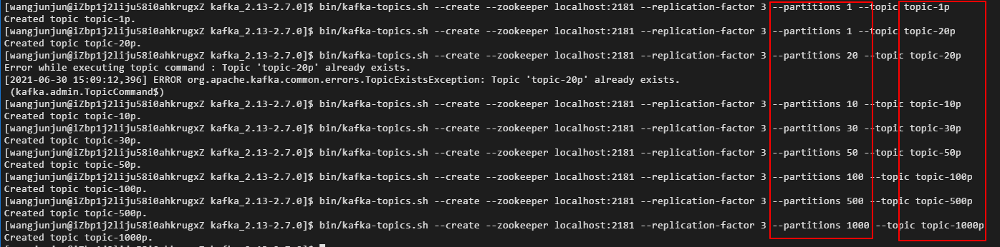 [wangjunjun@iZbp1j2liju58i0ahkrugxZ kafka_2.13-2.7.0]$ bin/kafka-topics.sh --create --zookeeper localhost:2181 --replication-factor 3 --partitions 1 --topic topic-1p
Created topic topic-1p.
[wangjunjun@iZbp1j2liju58i0ahkrugxZ kafka_2.13-2.7.0]$ bin/kafka-topics.sh --create --zookeeper localhost:2181 --replication-factor 3 --partitions 1 --topic topic-20p
Created topic topic-20p.
[wangjunjun@iZbp1j2liju58i0ahkrugxZ kafka_2.13-2.7.0]$ bin/kafka-topics.sh --create --zookeeper localhost:2181 --replication-factor 3 --partitions 20 --topic topic-20p
Error while executing topic command : Topic 'topic-20p' already exists.
[2021-06-30 15:09:12,396] ERROR org.apache.kafka.common.errors.TopicExistsException: Topic 'topic-20p' already exists.
 (kafka.admin.TopicCommand$)
[wangjunjun@iZbp1j2liju58i0ahkrugxZ kafka_2.13-2.7.0]$ bin/kafka-topics.sh --create --zookeeper localhost:2181 --replication-factor 3 --partitions 10 --topic topic-10p
Created topic topic-10p.
[wangjunjun@iZbp1j2liju58i0ahkrugxZ kafka_2.13-2.7.0]$ bin/kafka-topics.sh --create --zookeeper localhost:2181 --replication-factor 3 --partitions 30 --topic topic-30p
Created topic topic-30p.
[wangjunjun@iZbp1j2liju58i0ahkrugxZ kafka_2.13-2.7.0]$ bin/kafka-topics.sh --create --zookeeper localhost:2181 --replication-factor 3 --partitions 50 --topic topic-50p
Created topic topic-50p.
[wangjunjun@iZbp1j2liju58i0ahkrugxZ kafka_2.13-2.7.0]$ bin/kafka-topics.sh --create --zookeeper localhost:2181 --replication-factor 3 --partitions 100 --topic topic-100p
Created topic topic-100p.
[wangjunjun@iZbp1j2liju58i0ahkrugxZ kafka_2.13-2.7.0]$ bin/kafka-topics.sh --create --zookeeper localhost:2181 --replication-factor 3 --partitions 500 --topic topic-500p
Created topic topic-500p.
[wangjunjun@iZbp1j2liju58i0ahkrugxZ kafka_2.13-2.7.0]$ bin/kafka-topics.sh --create --zookeeper localhost:2181 --replication-factor 3 --partitions 1000 --topic topic-1000p
Created topic topic-1000p.